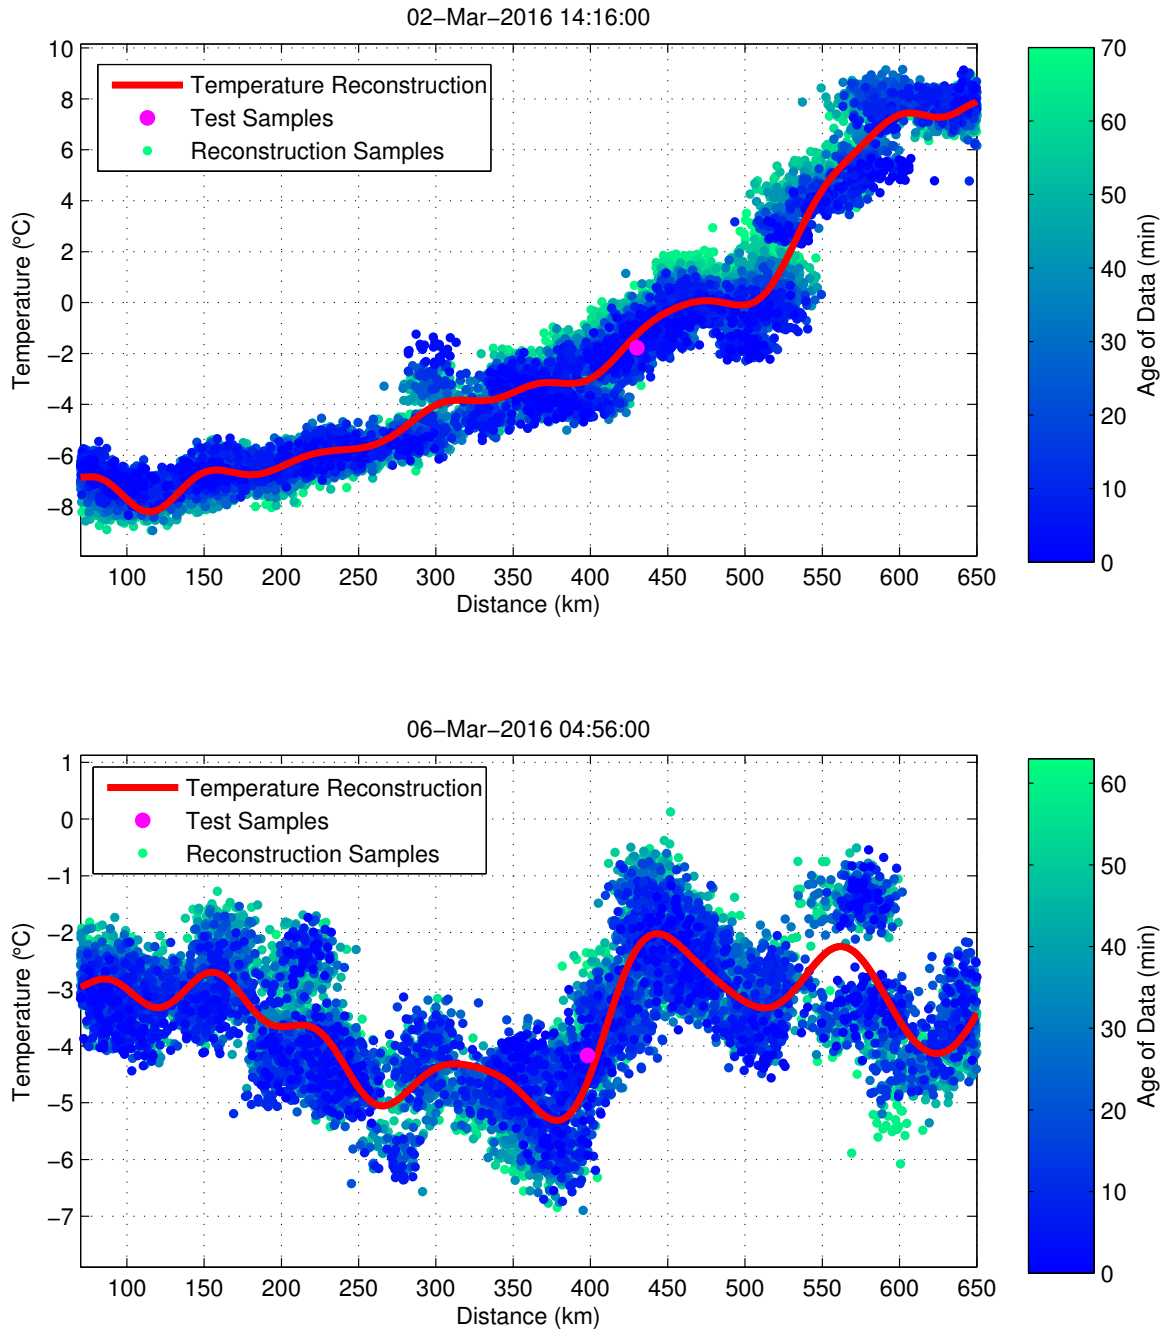 02−Mar−2016 14:16:00
10
8
6
4
2
0
−2
−4
−6
−8
Temperature (ºC)
Temperature Reconstruction
Test Samples
Reconstruction Samples
100 150 200 250 300 350 400 450 500 550 600 650
Distance (km)
70
60
50
40
30
20
10
0
Age of Data (min)
06−Mar−2016 04:56:00
1
0
−1
−2
−3
−4
−5
−6
−7
Temperature (ºC)
Temperature Reconstruction
Test Samples
Reconstruction Samples
100 150 200 250 300 350 400 450 500 550 600 650
Distance (km)
60
50
40
30
20
10
0
Age of Data (min)